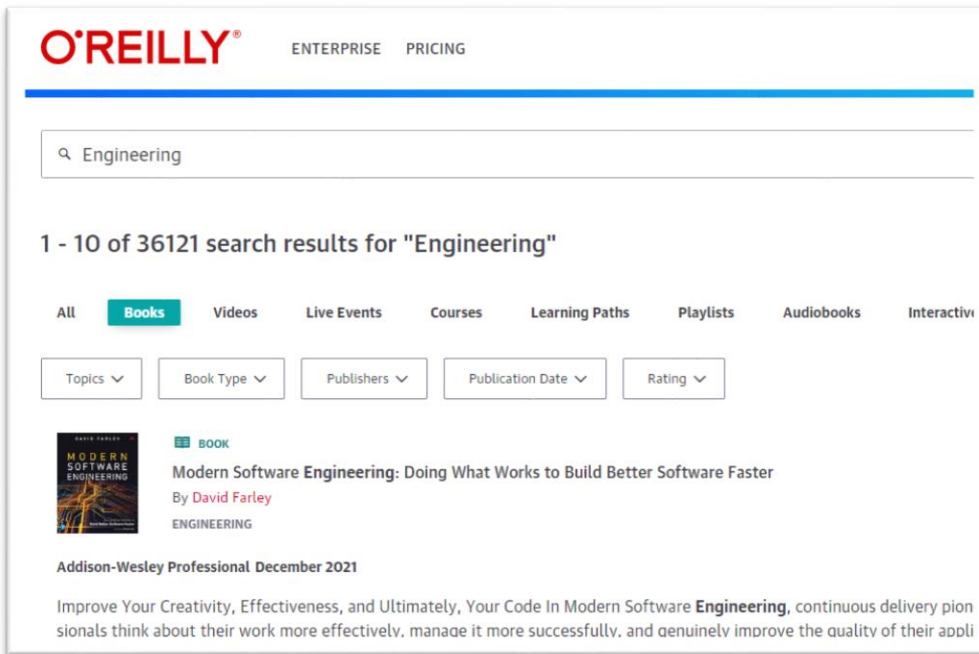 O'REILLY®
ENTERPRISE PRICING
Engineering
1 - 10 of 36121 search results for "Engineering"
All Books Videos Live Events Courses Learning Paths Playlists Audiobooks Interactive
Topics Book Type Publishers Publication Date Rating
DAVID FARLEY
MODERN
SOFTWARE
ENGINEERING
BOOK
Modern Software Engineering: Doing What Works to Build Better Software Faster
By David Farley
ENGINEERING
Addison-Wesley Professional December 2021
Improve Your Creativity, Effectiveness, and Ultimately, Your Code In Modern Software Engineering, continuous delivery pion
sionals think about their work more effectively, manage it more successfully, and genuinely improve the quality of their appli